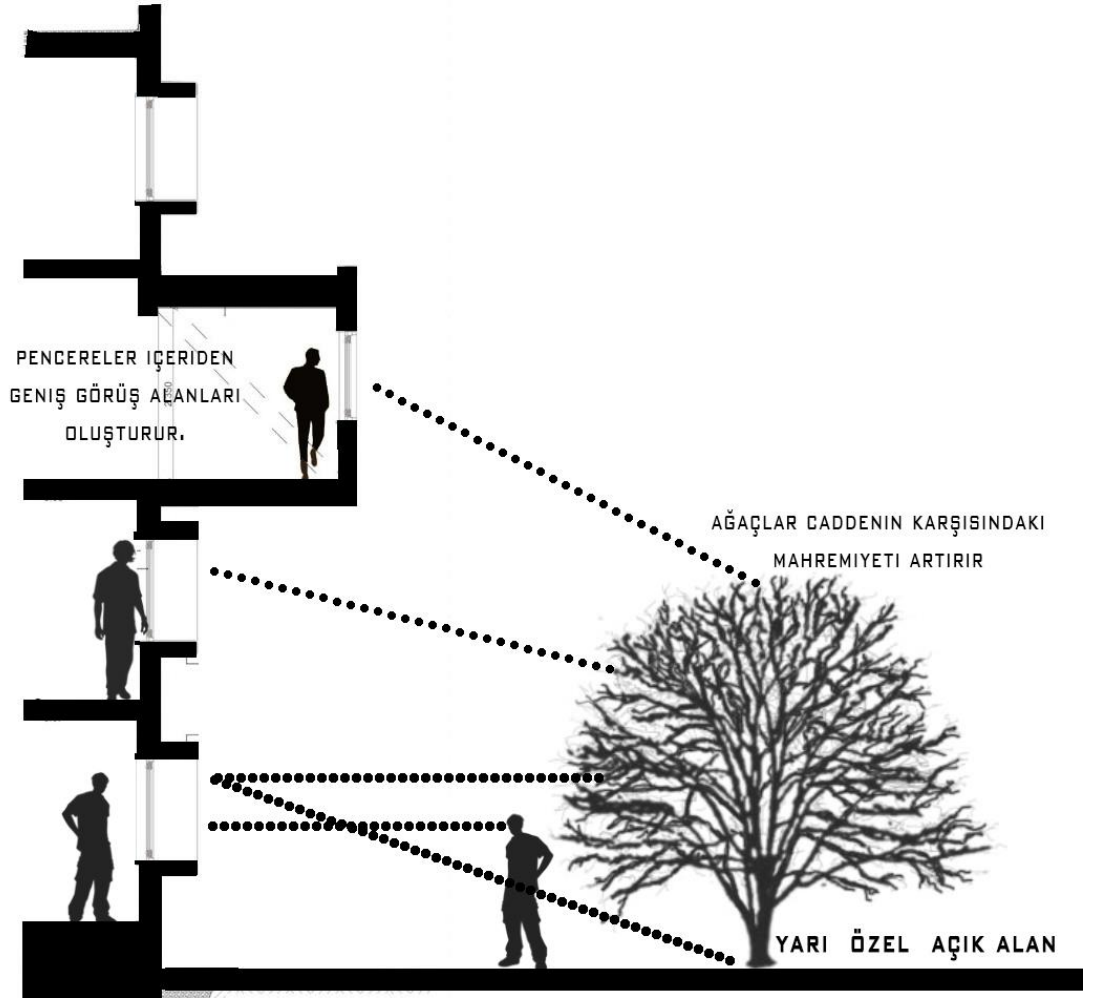 PENCERELER IÇERIDEN
GENIŞ GÖRÜŞ ALANLARI
OLUŞTURUR.
AĞAÇLAR CADDENIN KARŞISINDAKI
MAHREMIYETI ARTIRIR
YARI ÖZEL AÇIK ALAN